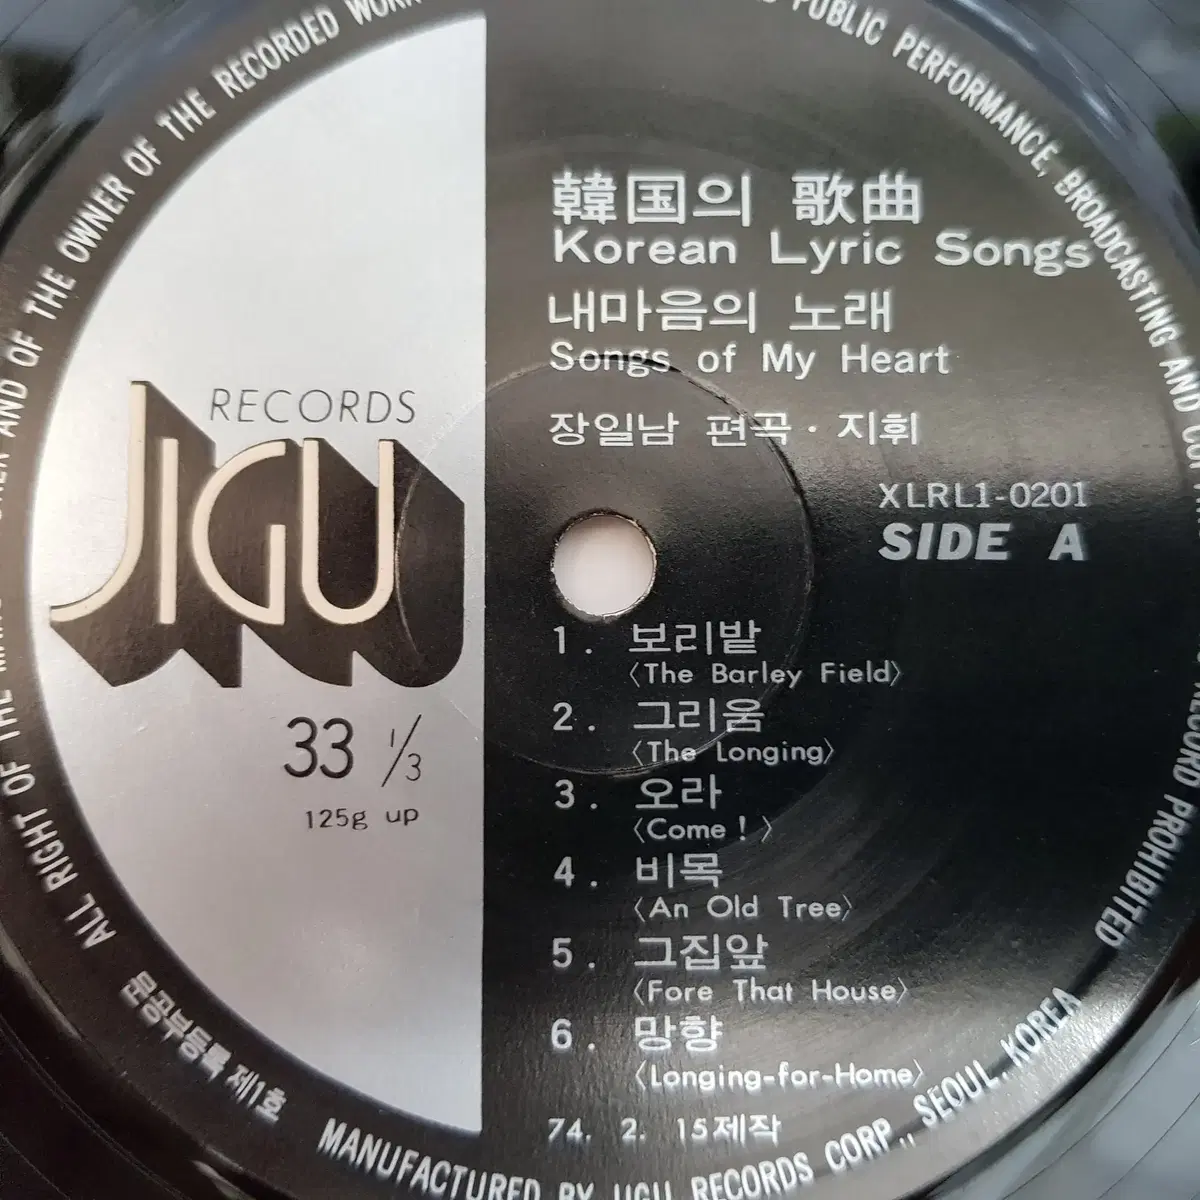 ALL RIGHT OF THE
AND OF THE OWNER OF THE RECORDED
PUBLIC PERFORMANCE, BROADCASTING AND
RECORD PROHIBITED
韓国의 歌曲
Korean Lyric Songs
내마음의 노래
Songs of My Heart
장일남 편곡·지휘
XLRL1-0201
SIDE A
RECORDS
JIGU
33 1/3
125g up
1. 보리밭
〈The Barley Field〉
2. 그리움
〈The Longing〉
3. 오라
〈Come!〉
4. 비목
〈An Old Tree〉
5. 그집앞
〈Fore That House〉
6. 망향
〈Longing-for-Home〉
74. 2. 15제작
문공부등록 제1호
MANUFACTURED BY JIGU RECORDS CORP., SEOUL, KOREA